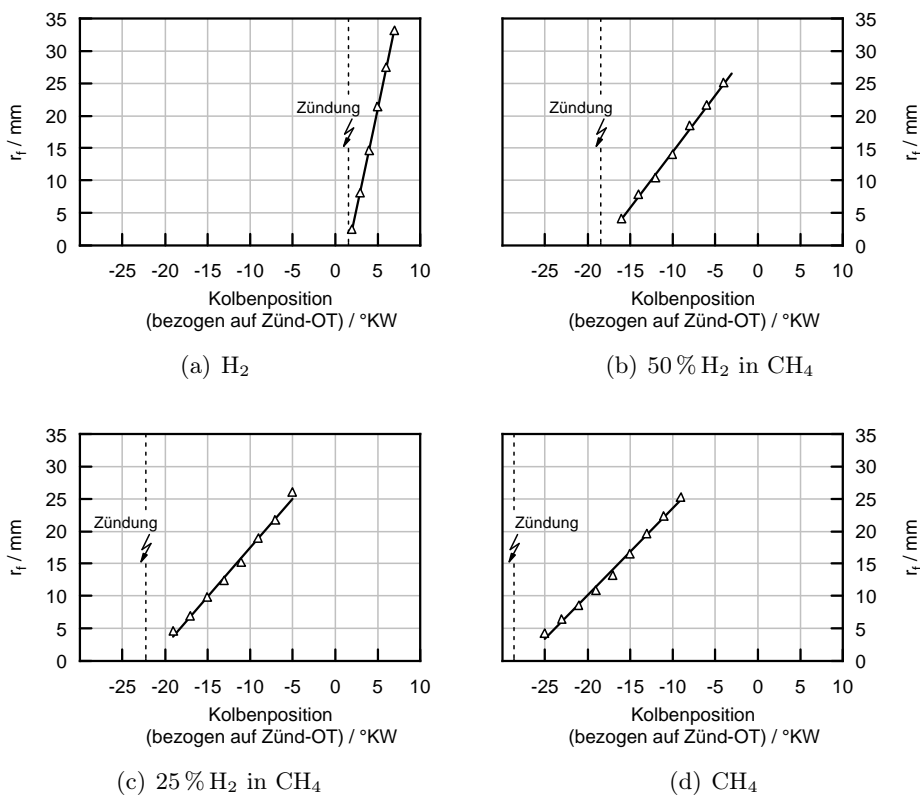 35
30
25
20
15
10
5
0
r_f / mm
Zündung
-25 -20 -15 -10 -5 0 5 10
Kolbenposition
(bezogen auf Zünd-OT) / °KW
(a) H₂
35
30
25
20
15
10
5
0
r_f / mm
Zündung
-25 -20 -15 -10 -5 0 5 10
Kolbenposition
(bezogen auf Zünd-OT) / °KW
(b) 50 % H₂ in CH₄
35
30
25
20
15
10
5
0
r_f / mm
Zündung
-25 -20 -15 -10 -5 0 5 10
Kolbenposition
(bezogen auf Zünd-OT) / °KW
(c) 25 % H₂ in CH₄
35
30
25
20
15
10
5
0
r_f / mm
Zündung
-25 -20 -15 -10 -5 0 5 10
Kolbenposition
(bezogen auf Zünd-OT) / °KW
(d) CH₄